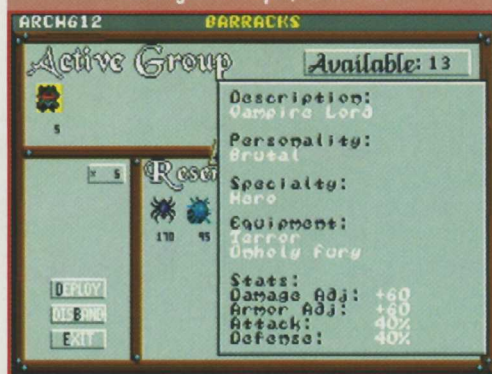 ARCH612 BARRACKS
Active Group
Available: 13
5
× 5
Reser
170 95
DEPLOY
DISBAND
EXIT
Description:
Vampire Lord
Personality:
Brutal
Specialty:
Hero
Equipment:
Terror
Unholy Fury
Stats:
Damage Adj: +60
Armor Adj: +60
Attack: 40%
Defense: 40%